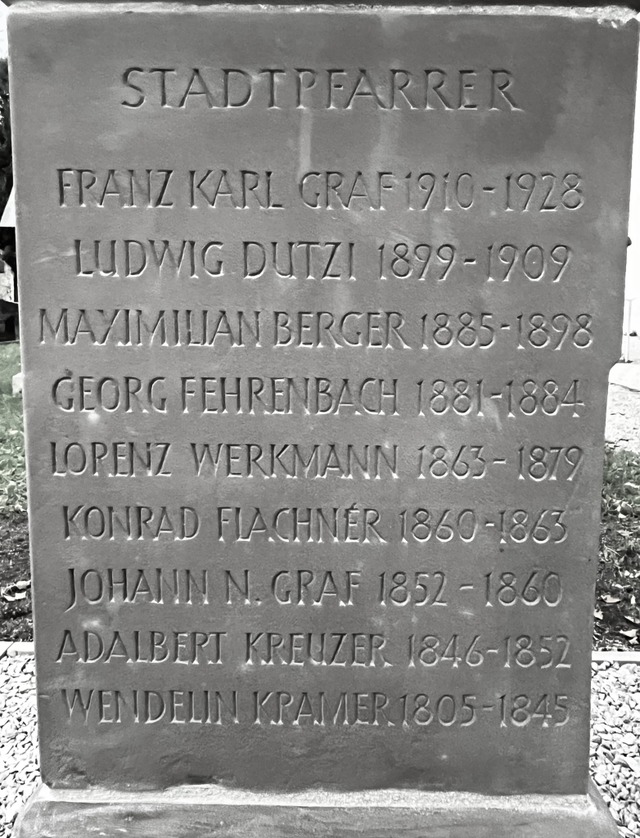 STADTPFARRER
FRANZ KARL GRAF 1910-1928
LUDWIG DUTZI 1899-1909
MAXIMILIAN BERGER 1885-1898
GEORG FEHRENBACH 1881-1884
LORENZ WERKMANN 1863-1879
KONRAD FLACHNER 1860-1863
JOHANN N. GRAF 1852-1860
ADALBERT KREUZER 1846-1852
WENDELIN KRAMER 1805-1845